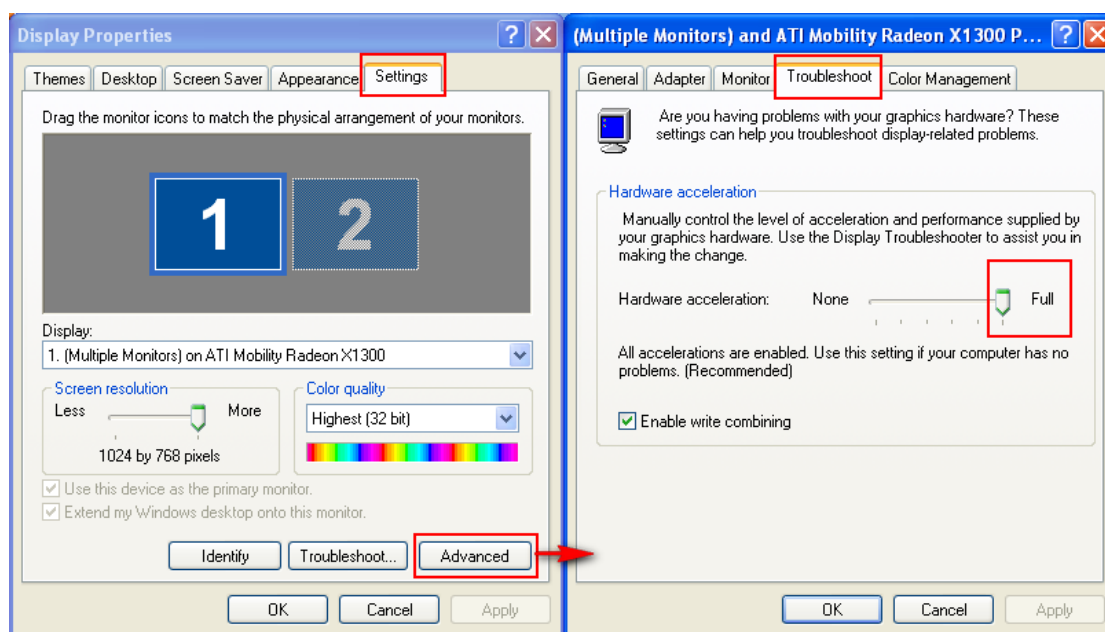 Display Properties
Themes Desktop Screen Saver Appearance Settings
Drag the monitor icons to match the physical arrangement of your monitors.
1 2
Display:
1. (Multiple Monitors) on ATI Mobility Radeon X1300
Screen resolution
Less More
1024 by 768 pixels
Color quality
Highest (32 bit)
Use this device as the primary monitor.
Extend my Windows desktop onto this monitor.
Identify Troubleshoot... Advanced
OK Cancel Apply
(Multiple Monitors) and ATI Mobility Radeon X1300 P...
General Adapter Monitor Troubleshoot Color Management
Are you having problems with your graphics hardware? These
settings can help you troubleshoot display-related problems.
Hardware acceleration
Manually control the level of acceleration and performance supplied by
your graphics hardware. Use the Display Troubleshooter to assist you in
making the change.
Hardware acceleration: None Full
All accelerations are enabled. Use this setting if your computer has no
problems. (Recommended)
Enable write combining
OK Cancel Apply